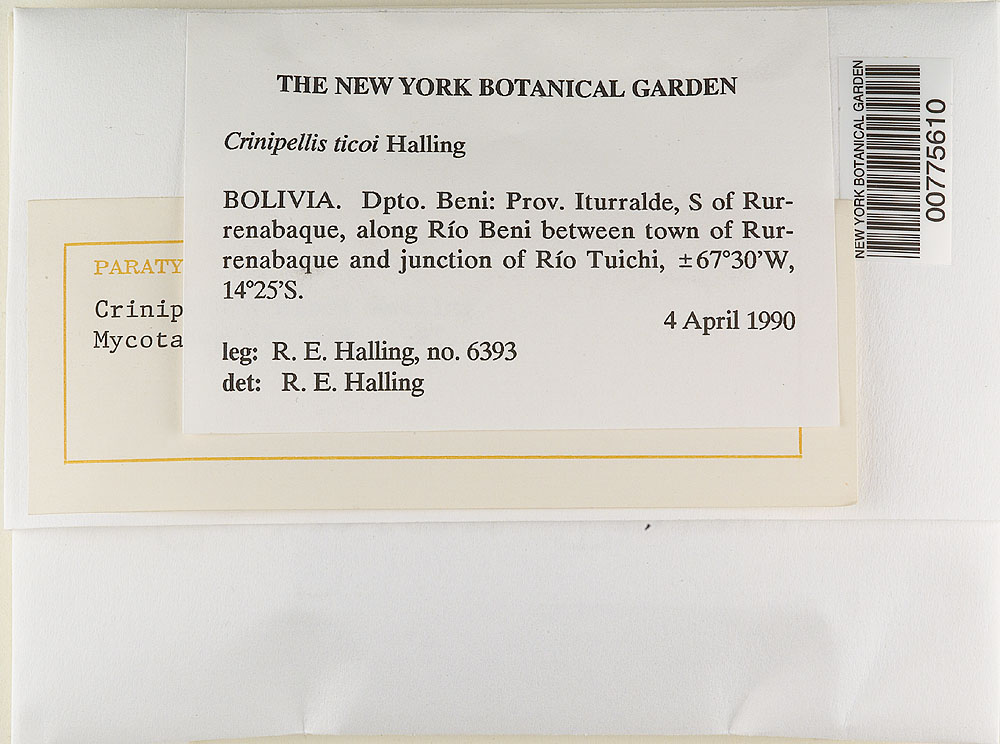 THE NEW YORK BOTANICAL GARDEN
Crinipellis ticoi Halling
BOLIVIA. Dpto. Beni: Prov. Iturralde, S of Rur-
renabaque, along Río Beni between town of Rur-
renabaque and junction of Río Tuichi, ±67°30'W,
14°25'S.
4 April 1990
leg: R. E. Halling, no. 6393
det: R. E. Halling
PARATY
Crinip
Mycota
NEW YORK BOTANICAL GARDEN
00775610